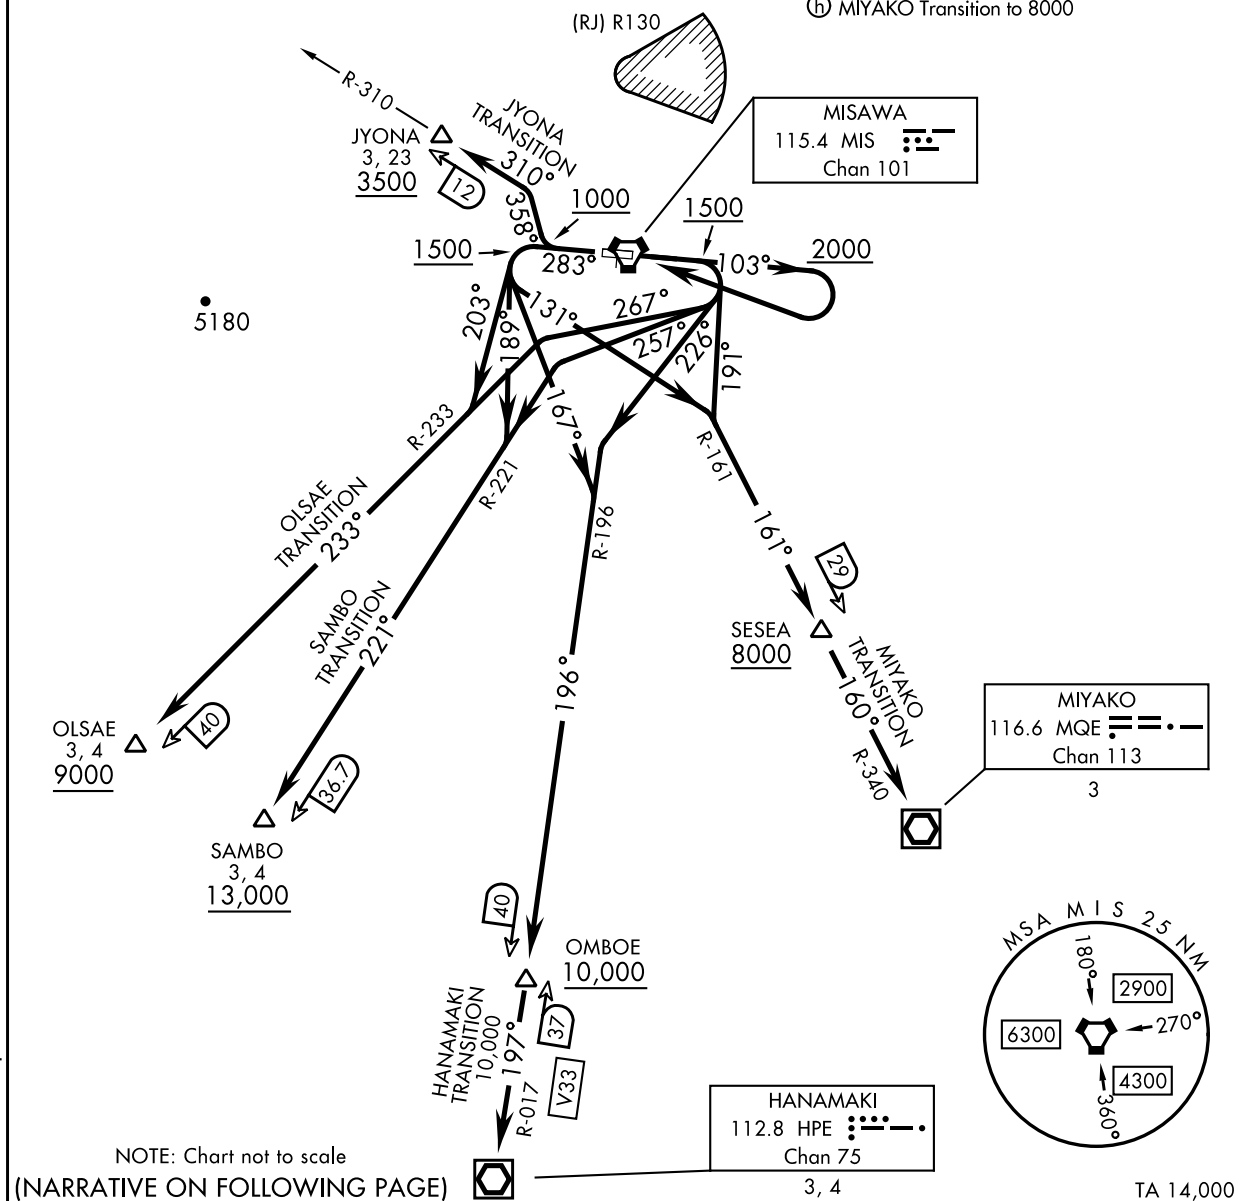 ⓗ MIYAKO Transition to 8000
(RJ) R130
MISAWA
115.4 MIS
Chan 101
R-310
JYONA
TRANSITION
310°
JYONA
3, 23
3500
12
358°
1000
1500
1500
283°
103°
2000
5180
203°
189°
131°
267°
257°
226°
191°
167°
R-233
R-221
R-196
R-161
OLSAE
TRANSITION
233°
SAMBO
TRANSITION
221°
196°
161°
29
SESEA
8000
MIYAKO
TRANSITION
160°
R-340
MIYAKO
116.6 MQE
Chan 113
3
OLSAE
3, 4
9000
40
36.7
SAMBO
3, 4
13,000
40
OMBOE
10,000
HANAMAKI
TRANSITION
10,000
197°
37
V33
R-017
HANAMAKI
112.8 HPE
Chan 75
3, 4
MSA MIS 25 NM
180°
2900
6300
270°
4300
360°
NOTE: Chart not to scale
(NARRATIVE ON FOLLOWING PAGE)
TA 14,000